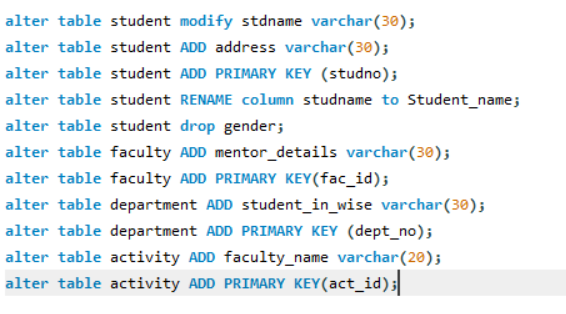 alter table student modify stdname varchar(30);
alter table student ADD address varchar(30);
alter table student ADD PRIMARY KEY (studno);
alter table student RENAME column studname to Student_name;
alter table student drop gender;
alter table faculty ADD mentor_details varchar(30);
alter table faculty ADD PRIMARY KEY(fac_id);
alter table department ADD student_in_wise varchar(30);
alter table department ADD PRIMARY KEY (dept_no);
alter table activity ADD faculty_name varchar(20);
alter table activity ADD PRIMARY KEY(act_id);